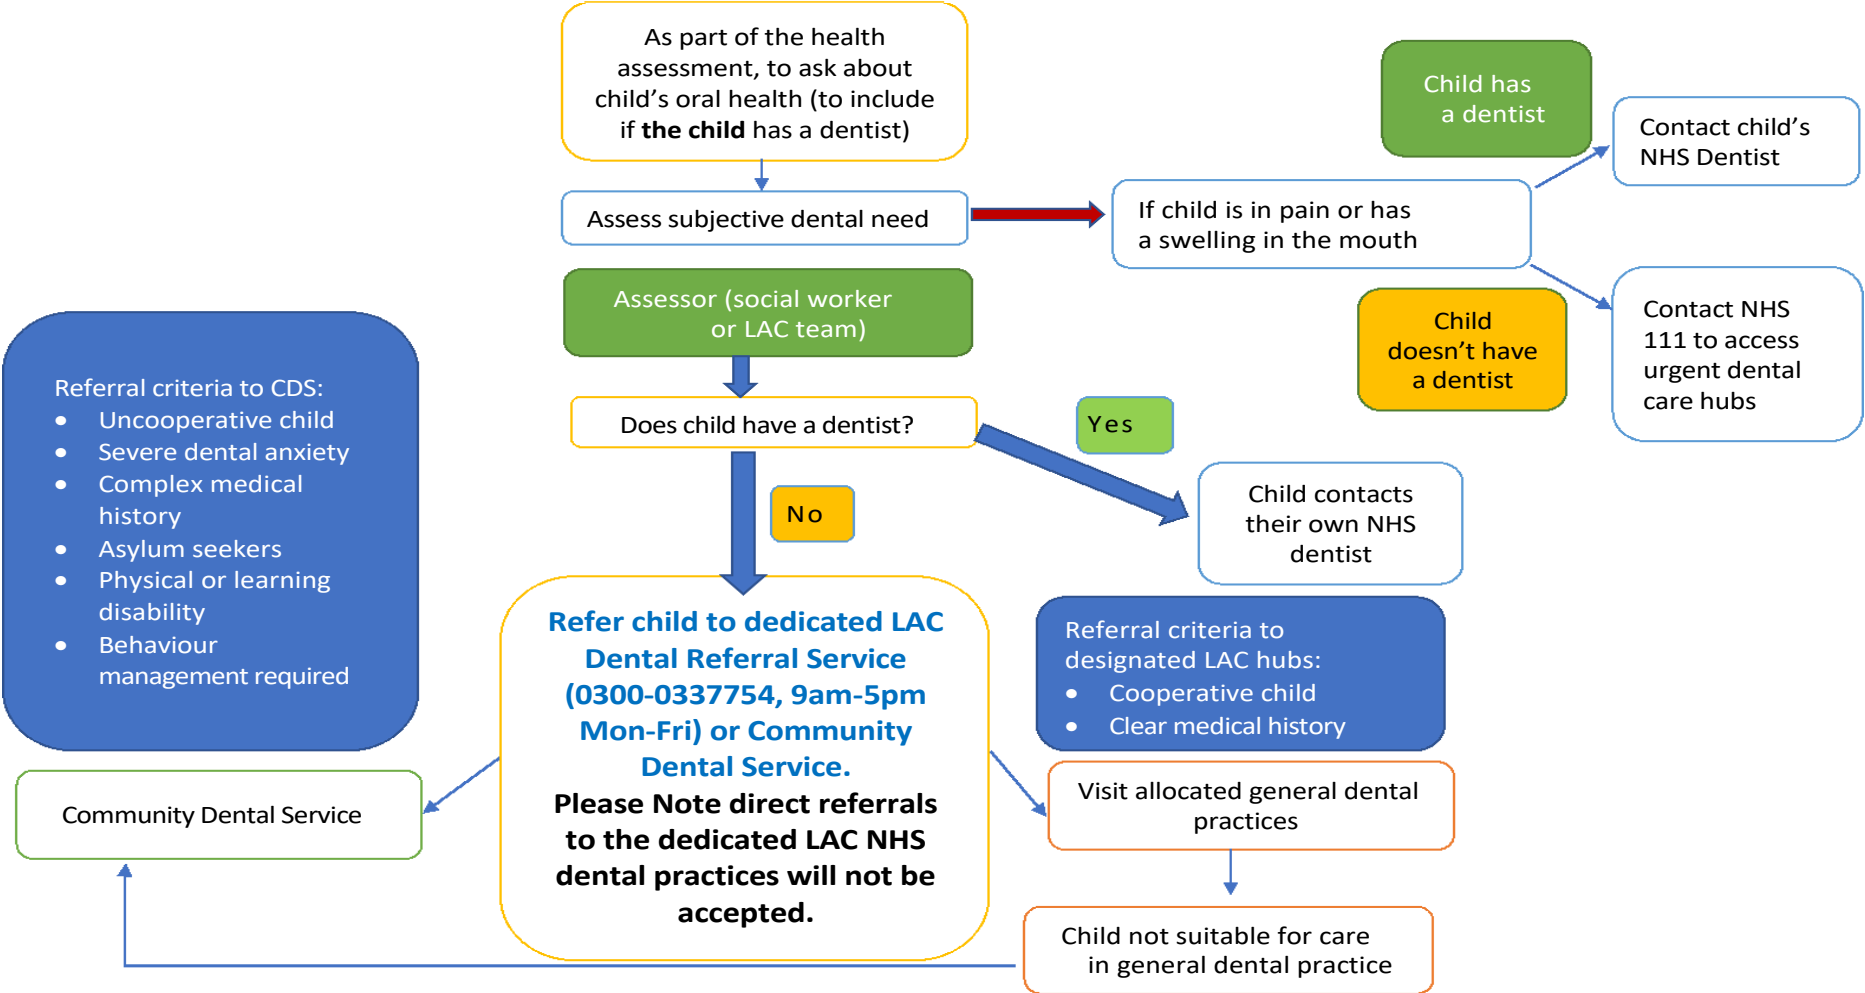 As part of the health
assessment, to ask about
child's oral health (to include
if the child has a dentist)
Assess subjective dental need
If child is in pain or has
a swelling in the mouth
Child has
a dentist
Contact child's
NHS Dentist
Child
doesn't have
a dentist
Contact NHS
111 to access
urgent dental
care hubs
Assessor (social worker
or LAC team)
Does child have a dentist?
Yes
Child contacts
their own NHS
dentist
No
Refer child to dedicated LAC
Dental Referral Service
(0300-0337754, 9am-5pm
Mon-Fri) or Community
Dental Service.
Please Note direct referrals
to the dedicated LAC NHS
dental practices will not be
accepted.
Referral criteria to CDS:
• Uncooperative child
• Severe dental anxiety
• Complex medical
history
• Asylum seekers
• Physical or learning
disability
• Behaviour
management required
Community Dental Service
Referral criteria to
designated LAC hubs:
• Cooperative child
• Clear medical history
Visit allocated general dental
practices
Child not suitable for care
in general dental practice